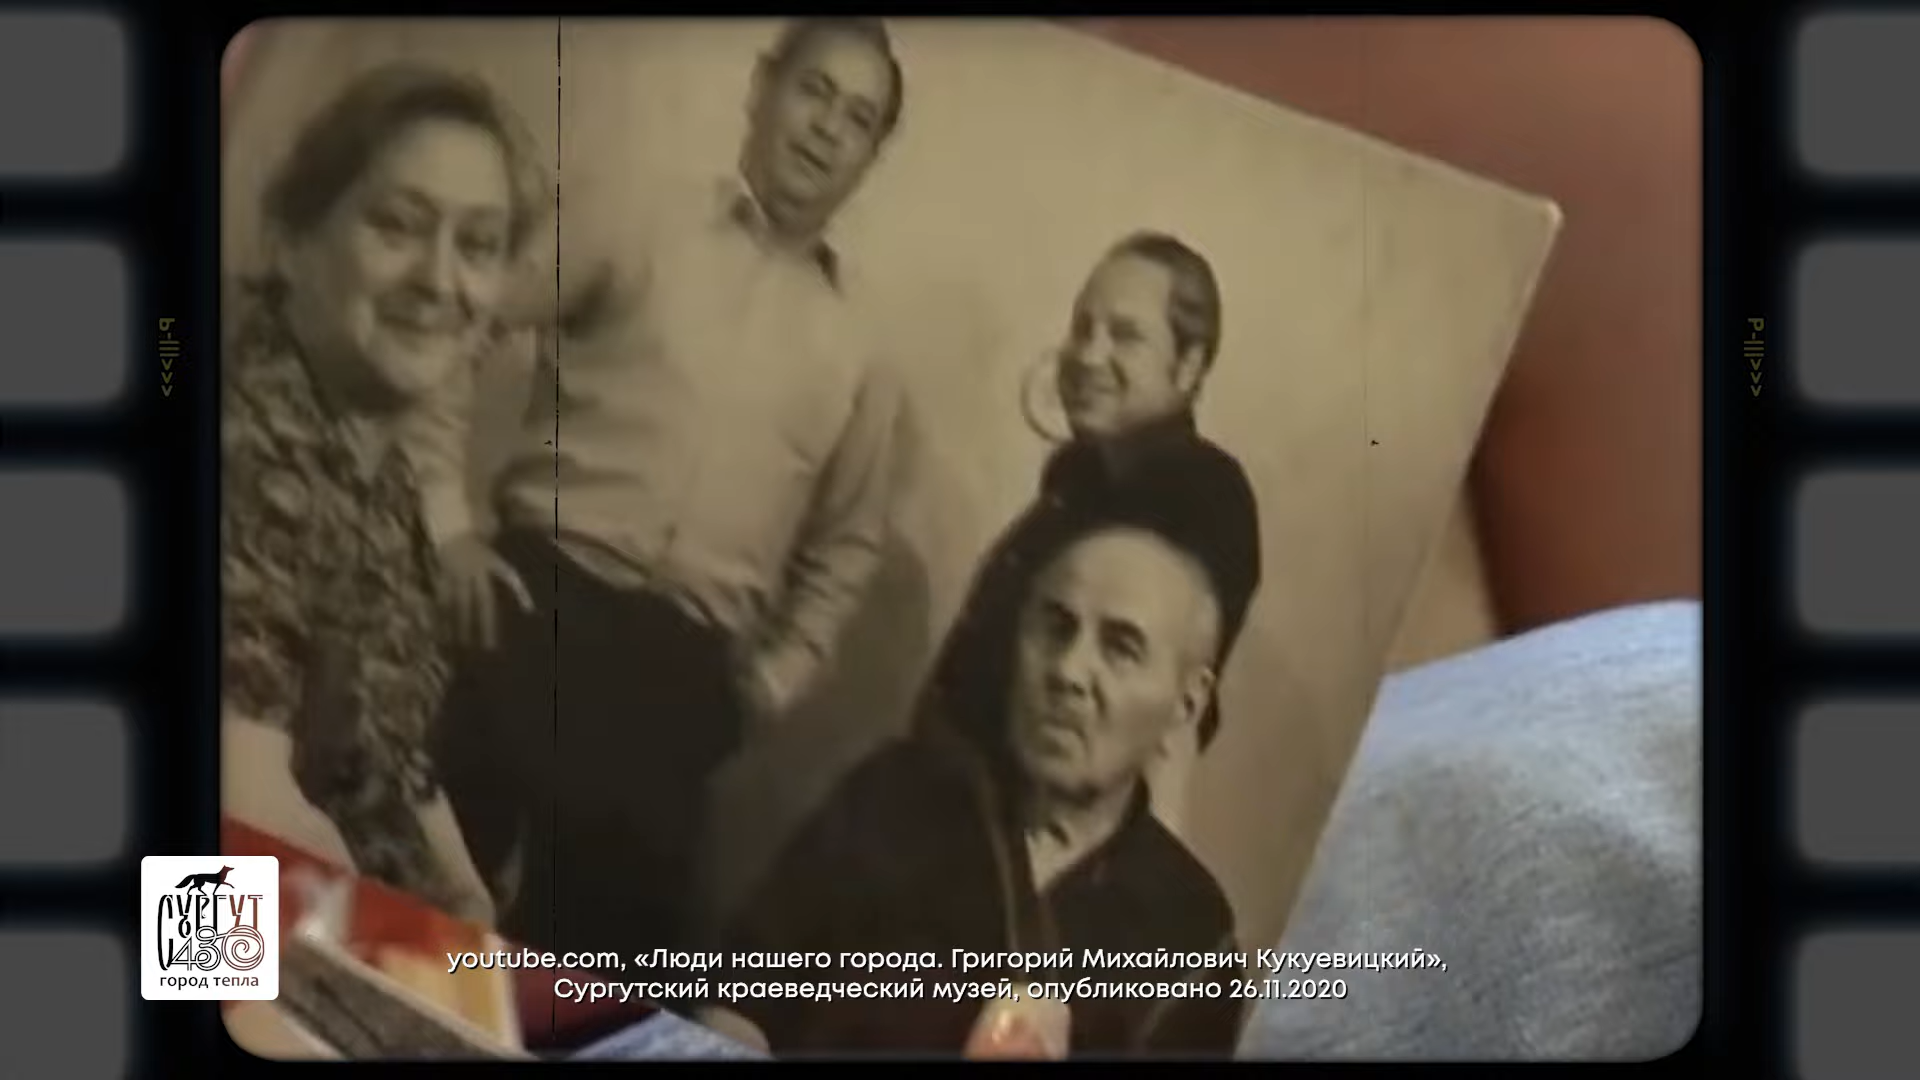 P-|||>>>
P-|||>>>
СУРГУТ
430
город тепла
youtube.com, «Люди нашего города. Григорий Михайлович Кукуевицкий»,
Сургутский краеведческий музей, опубликовано 26.11.2020